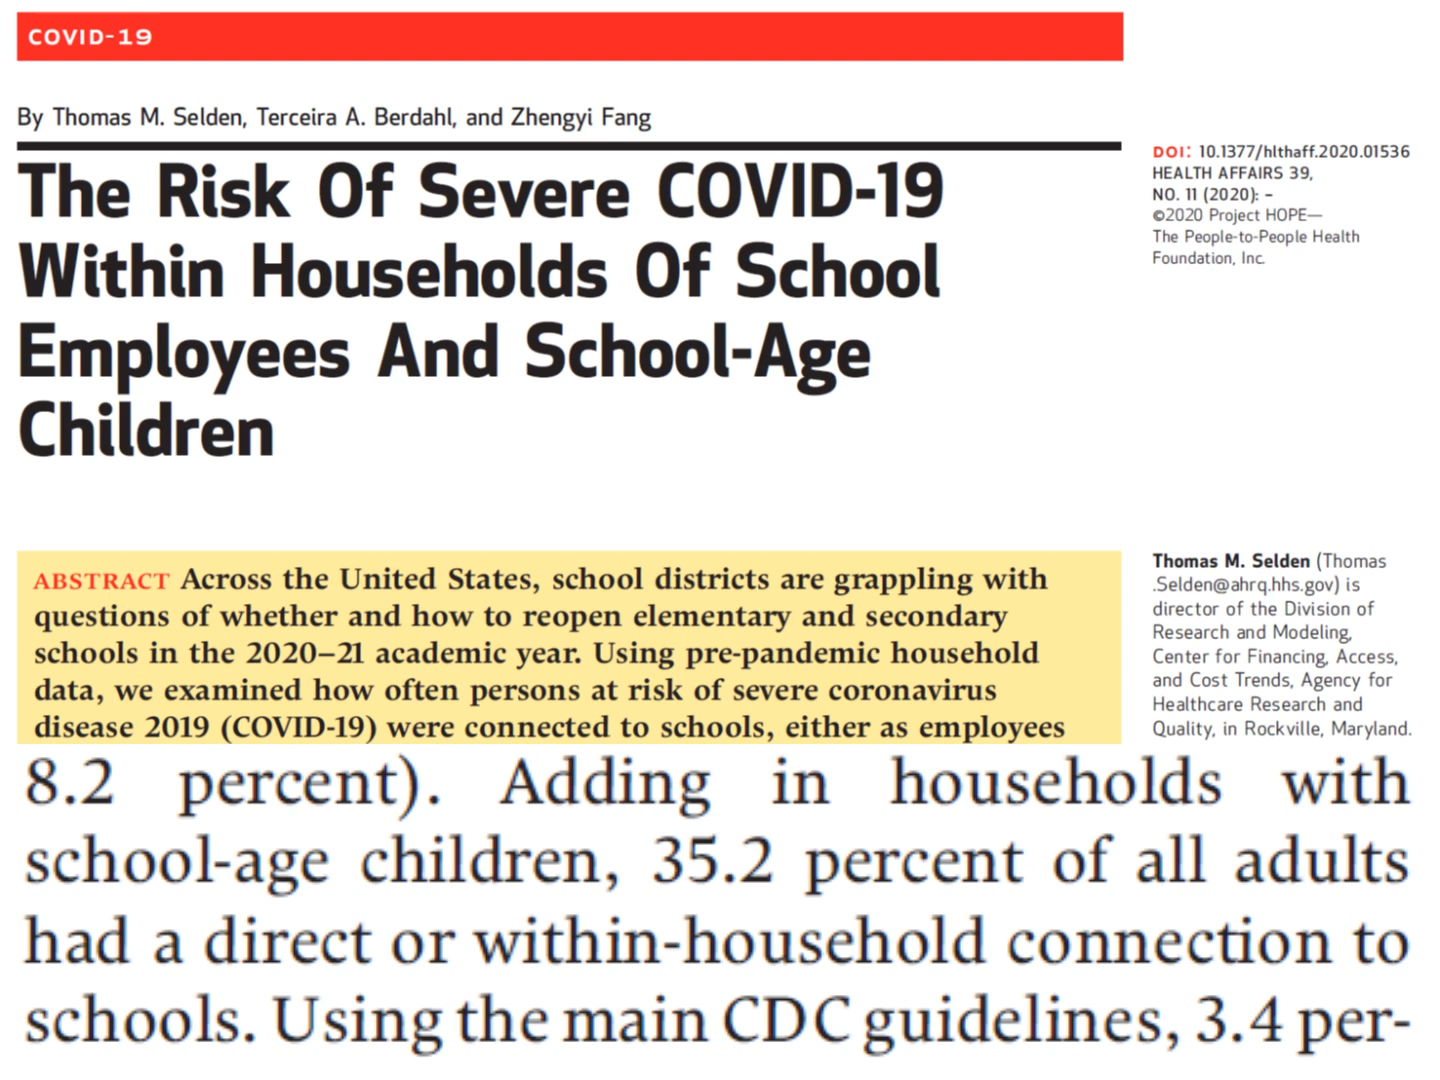 COVID-19
By Thomas M. Selden, Terceira A. Berdahl, and Zhengyi Fang
The Risk Of Severe COVID-19
Within Households Of School
Employees And School-Age
Children
DOI: 10.1377/hlthaff.2020.01536
HEALTH AFFAIRS 39,
NO. 11 (2020): –
©2020 Project HOPE—
The People-to-People Health
Foundation, Inc.
ABSTRACT Across the United States, school districts are grappling with
questions of whether and how to reopen elementary and secondary
schools in the 2020–21 academic year. Using pre-pandemic household
data, we examined how often persons at risk of severe coronavirus
disease 2019 (COVID-19) were connected to schools, either as employees
Thomas M. Selden (Thomas
.Selden@ahrq.hhs.gov) is
director of the Division of
Research and Modeling,
Center for Financing, Access,
and Cost Trends, Agency for
Healthcare Research and
Quality, in Rockville, Maryland.
8.2 percent). Adding in households with
school-age children, 35.2 percent of all adults
had a direct or within-household connection to
schools. Using the main CDC guidelines, 3.4 per-